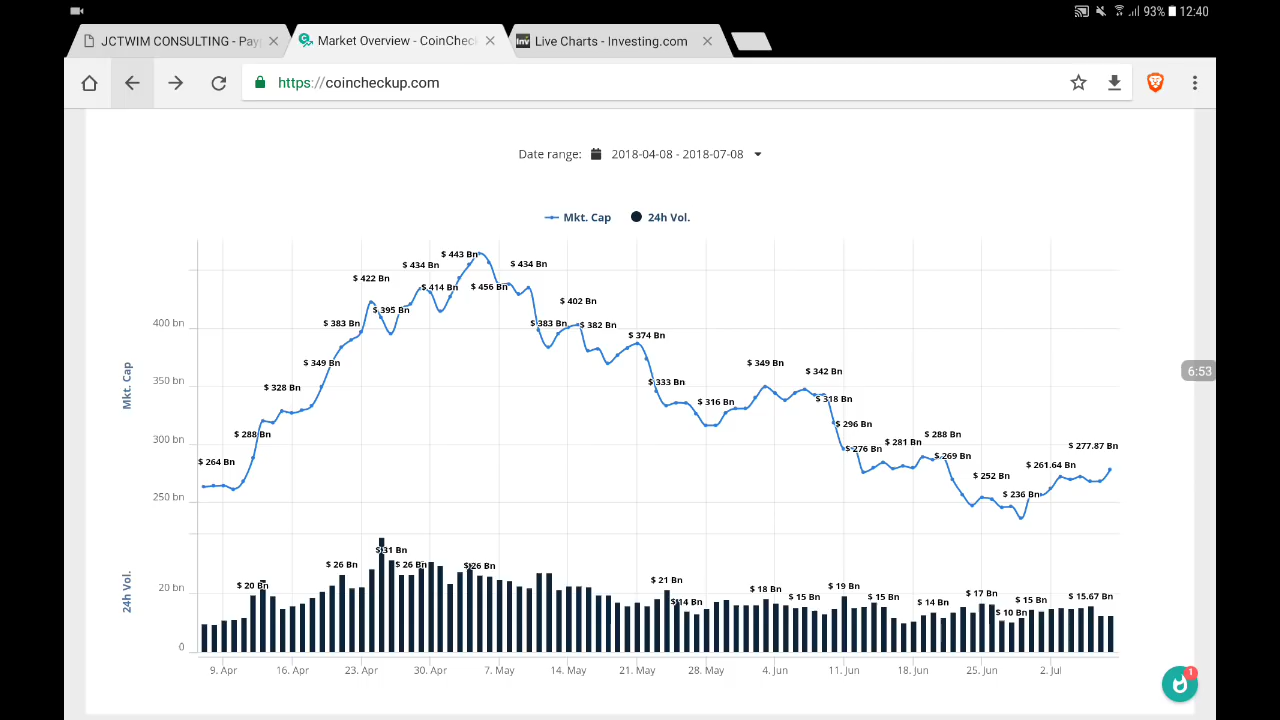 93% 12:40
JCTWIM CONSULTING - Pay
Market Overview - CoinChec
Inv Live Charts - Investing.com
https://coincheckup.com
Date range: 2018-04-08 - 2018-07-08
Mkt. Cap 24h Vol.
$ 443 Bn
$ 434 Bn $ 434 Bn
$ 422 Bn
$ 414 Bn $ 456 Bn
$ 402 Bn
$ 395 Bn
400 bn $ 383 Bn $ 383 Bn $ 382 Bn
$ 374 Bn
$ 349 Bn $ 349 Bn
$ 342 Bn 6:53
350 bn $ 333 Bn
$ 328 Bn
Mkt. Cap
$ 316 Bn $ 318 Bn
$ 296 Bn
$ 288 Bn $ 288 Bn
300 bn $ 281 Bn $ 277.87 Bn
$ 276 Bn $ 269 Bn
$ 264 Bn $ 261.64 Bn
$ 252 Bn
250 bn $ 236 Bn
$ 31 Bn
$ 26 Bn $ 26 Bn $ 26 Bn
$ 20 Bn $ 21 Bn
20 bn $ 18 Bn $ 19 Bn $ 17 Bn
24h Vol.
$ 14 Bn $ 15 Bn $ 15 Bn $ 14 Bn $ 15 Bn $ 15.67 Bn
$ 10 Bn
0
9. Apr 16. Apr 23. Apr 30. Apr 7. May 14. May 21. May 28. May 4. Jun 11. Jun 18. Jun 25. Jun 2. Jul
1